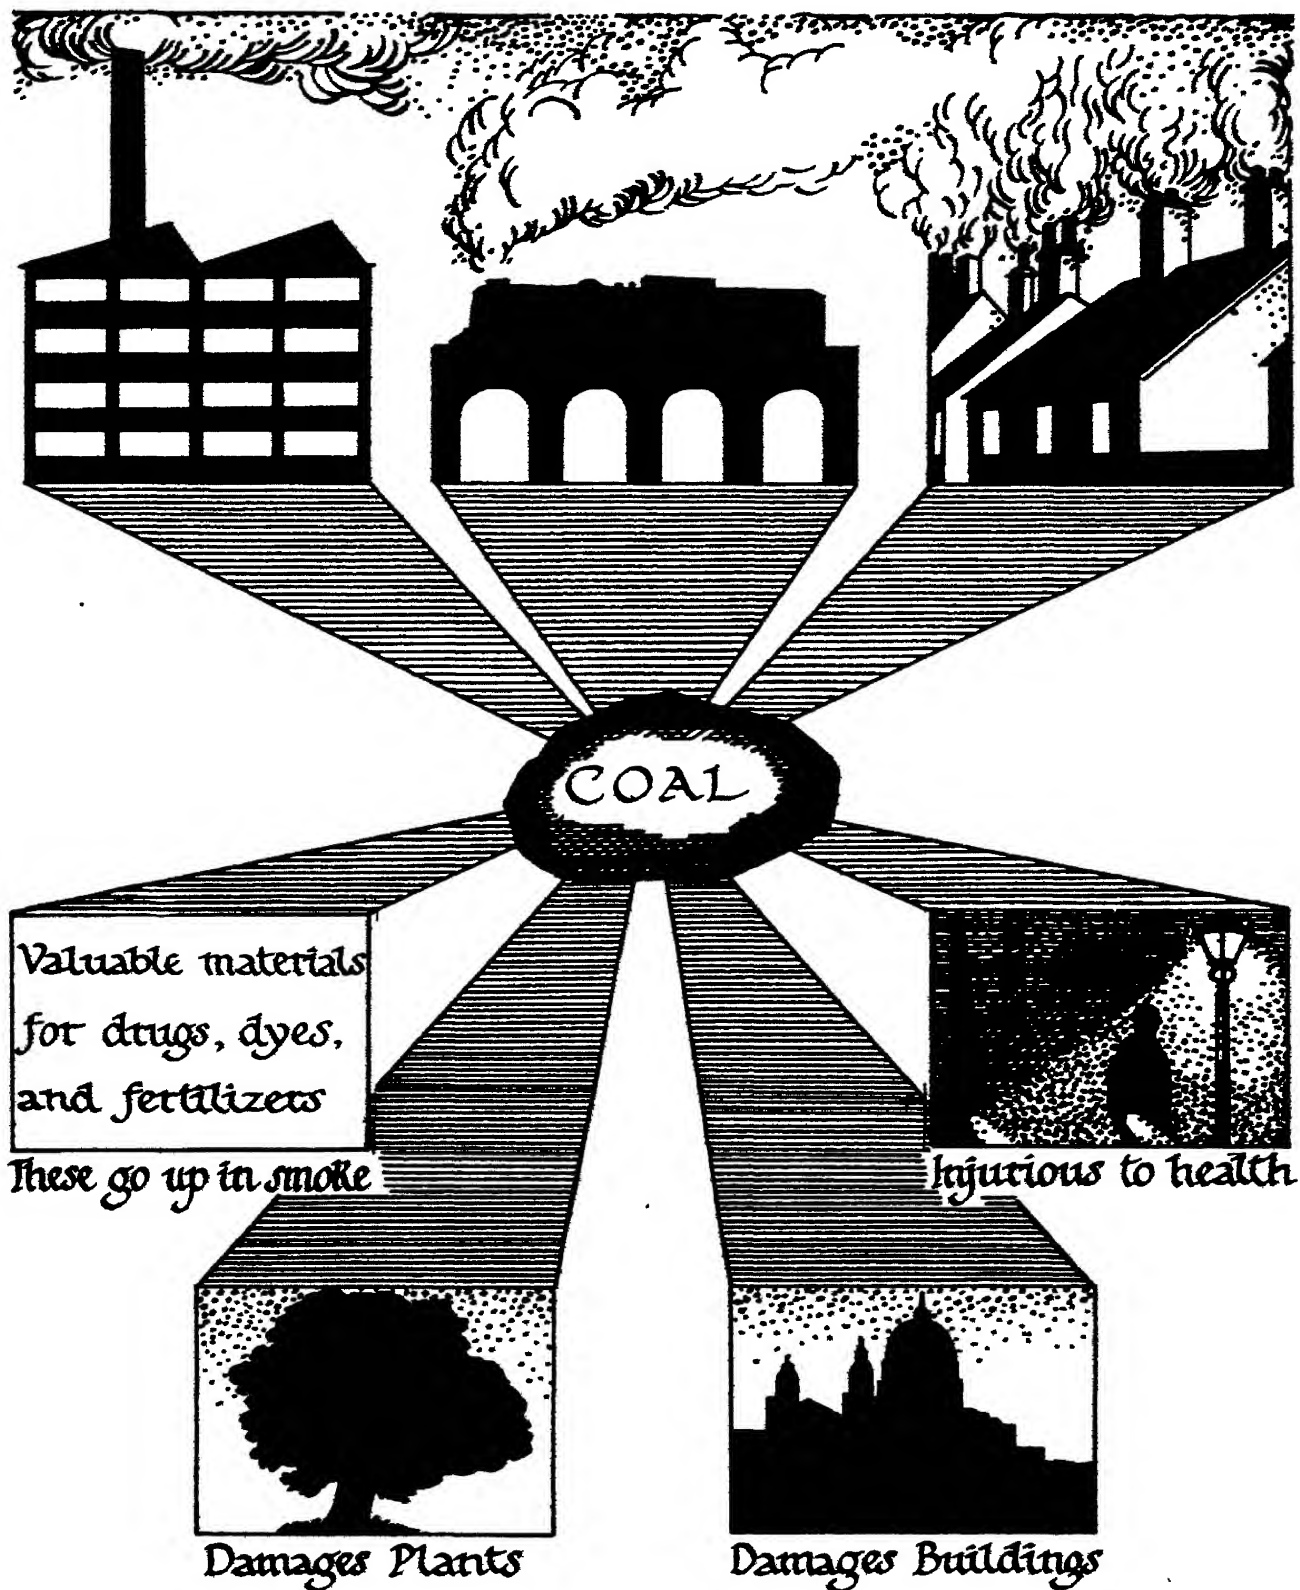 COAL
Valuable materials
for drugs, dyes,
and fertilizers
These go up in smoke
Injurious to health
Damages Plants
Damages Buildings